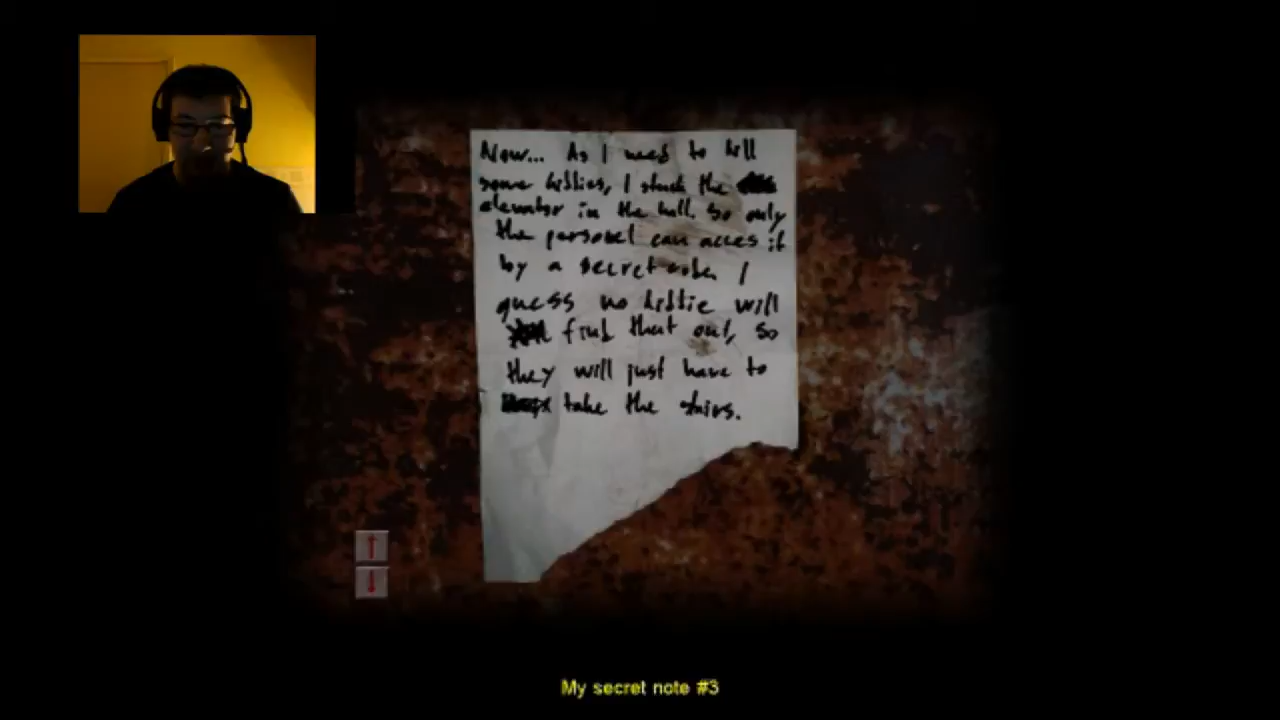 Now... As I need to kill
some kitties, I stuck the
elevator in the hall. So only
the personel can acces it
by a secret code. I
guess no kittie will
find that out, so
they will just have to
take the stairs.
My secret note #3